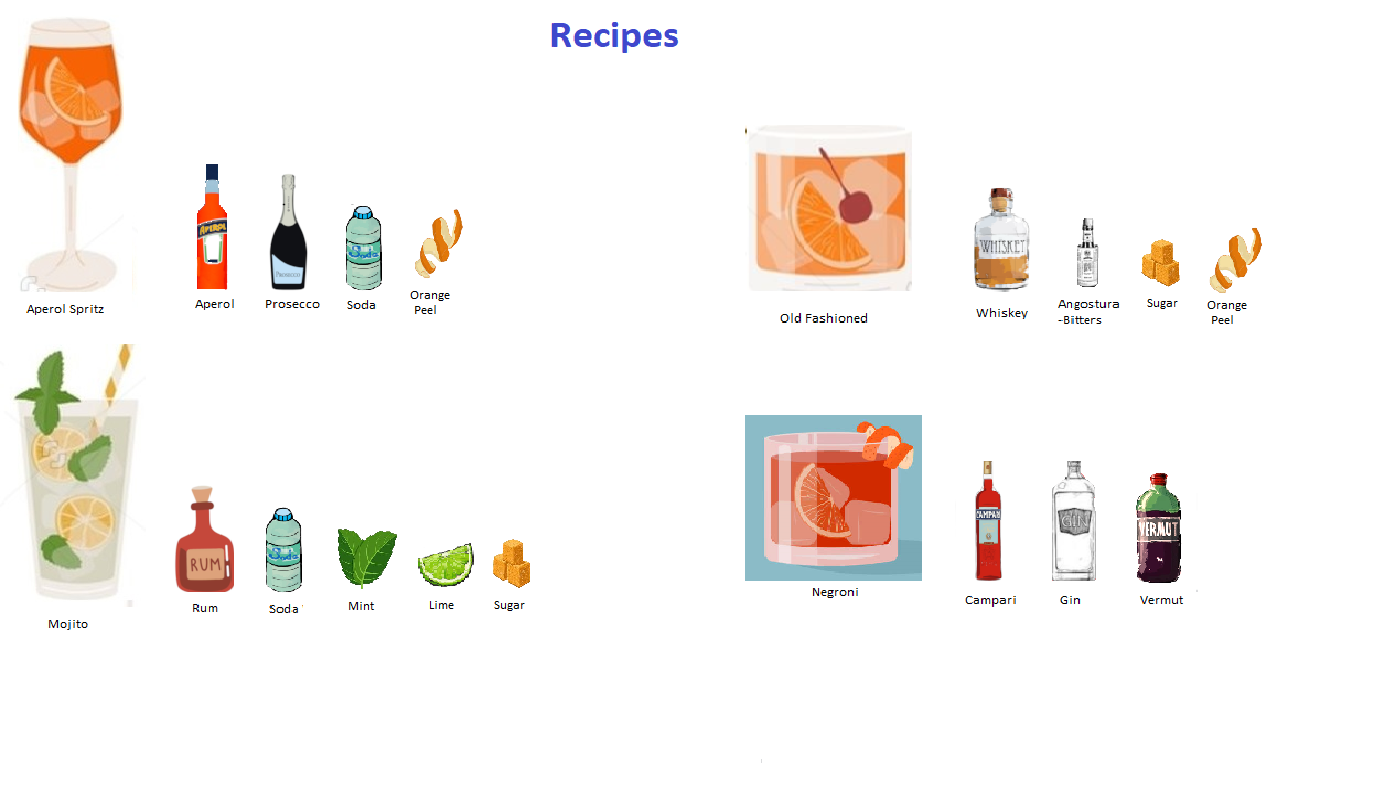 Recipes
APEROL
PROSECCO
Soda
Aperol Spritz
Aperol
Prosecco
Soda
Orange
Peel
WHISKEY
Old Fashioned
Whiskey
Angostura
-Bitters
Sugar
Orange
Peel
RUM
Soda
Mojito
Rum
Soda
Mint
Lime
Sugar
CAMPARI
GIN
VERMUT
Negroni
Campari
Gin
Vermut